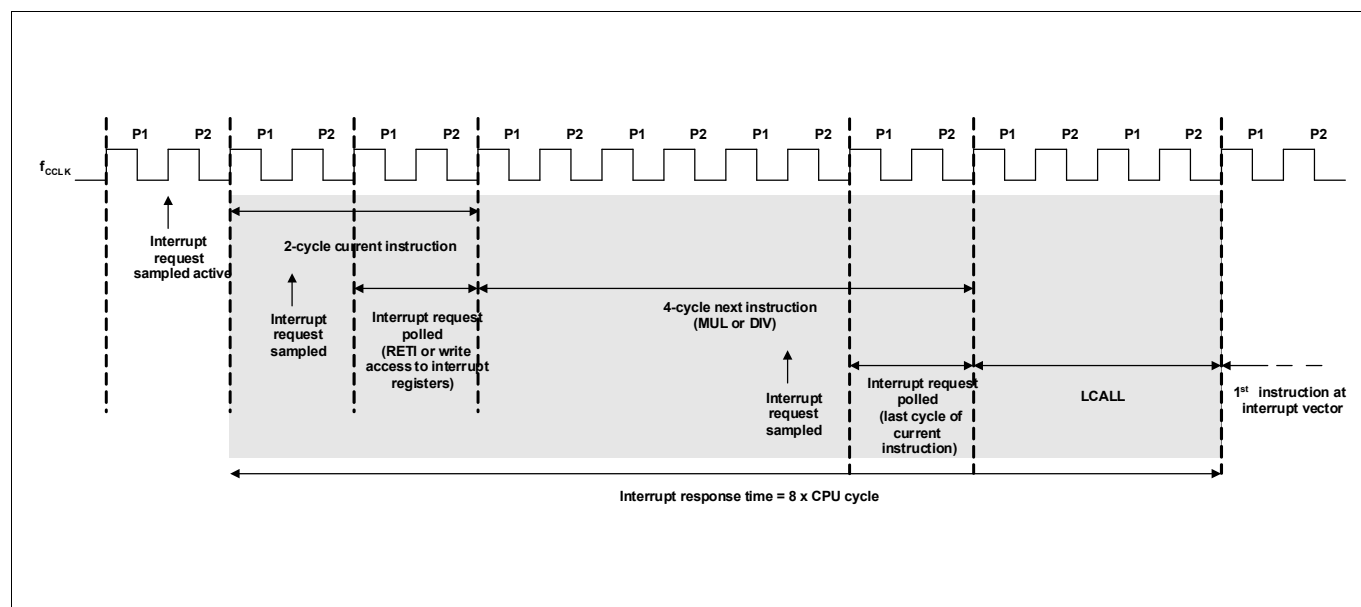 P1 P2 P1 P2 P1 P2 P1 P2 P1 P2 P1 P2 P1 P2 P1 P2 P1 P2 P1 P2
fCCLK
Interrupt
request
sampled active
2-cycle current instruction
Interrupt
request
sampled
Interrupt request
polled
(RETI or write
access to interrupt
registers)
4-cycle next instruction
(MUL or DIV)
Interrupt
request
sampled
Interrupt request
polled
(last cycle of
current
instruction)
LCALL
1st instruction at
interrupt vector
Interrupt response time = 8 x CPU cycle